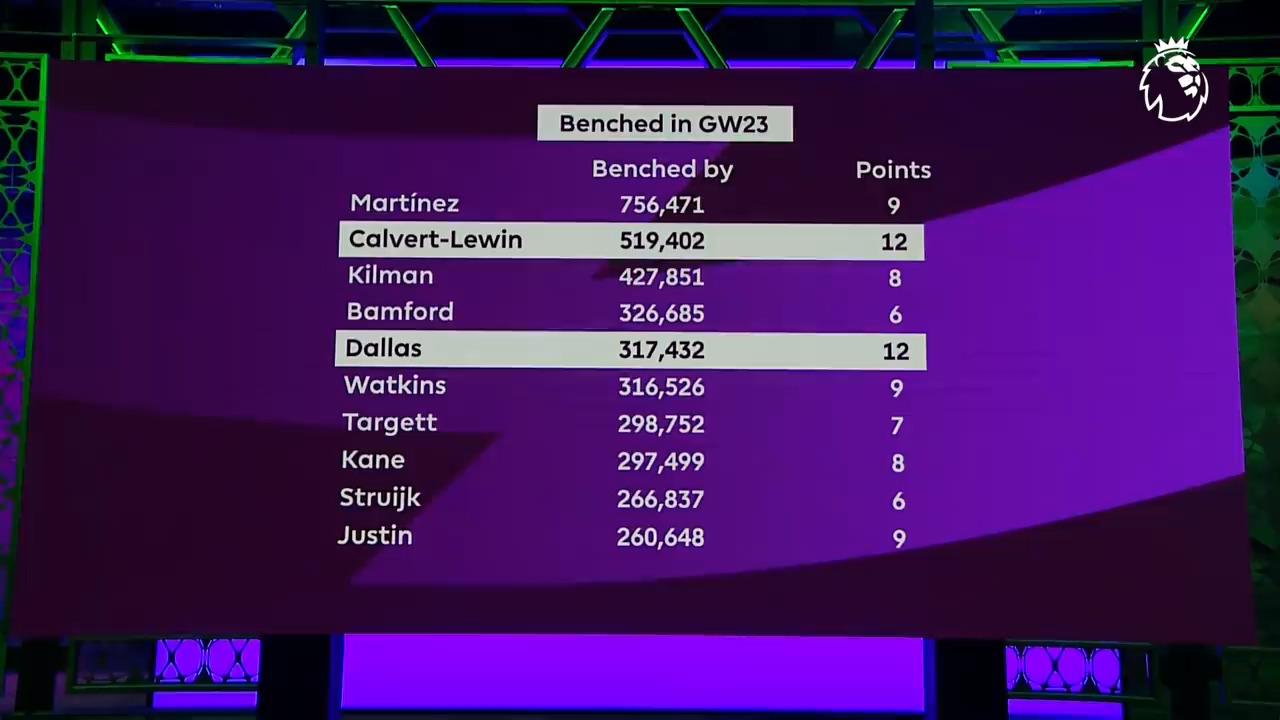 Benched in GW23
Benched by Points
Martínez 756,471 9
Calvert-Lewin 519,402 12
Kilman 427,851 8
Bamford 326,685 6
Dallas 317,432 12
Watkins 316,526 9
Targett 298,752 7
Kane 297,499 8
Struijk 266,837 6
Justin 260,648 9